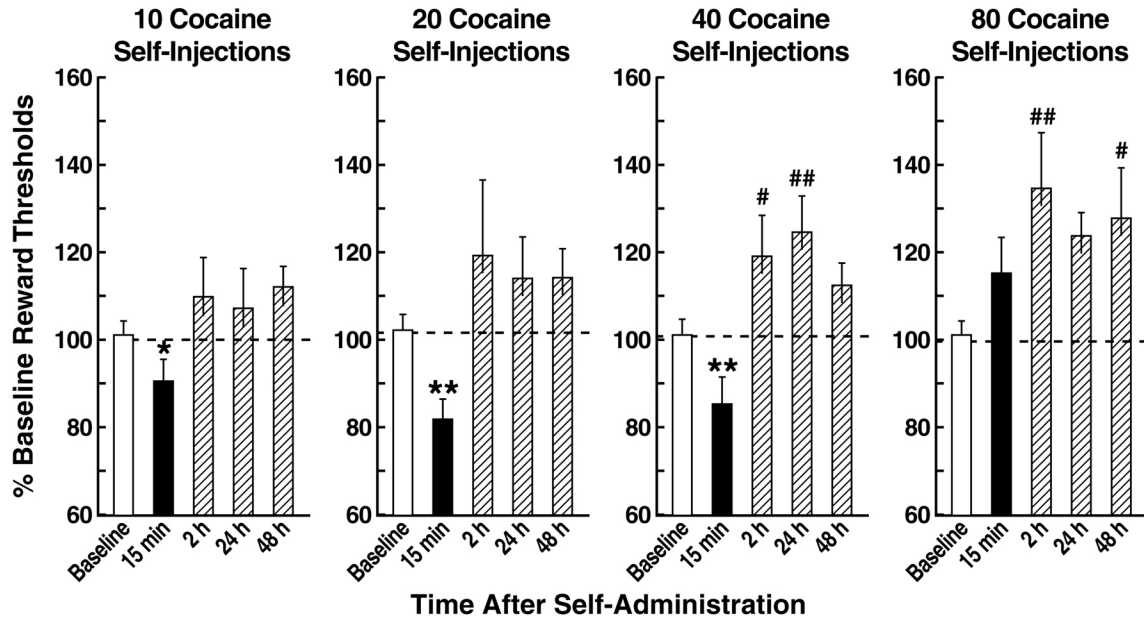 10 Cocaine
Self-Injections
20 Cocaine
Self-Injections
40 Cocaine
Self-Injections
80 Cocaine
Self-Injections
% Baseline Reward Thresholds
160
140
120
100
80
60
*
Baseline
15 min
2 h
24 h
48 h
160
140
120
100
80
60
**
Baseline
15 min
2 h
24 h
48 h
160
140
120
100
80
60
**
#
##
Baseline
15 min
2 h
24 h
48 h
160
140
120
100
80
60
##
#
Baseline
15 min
2 h
24 h
48 h
Time After Self-Administration